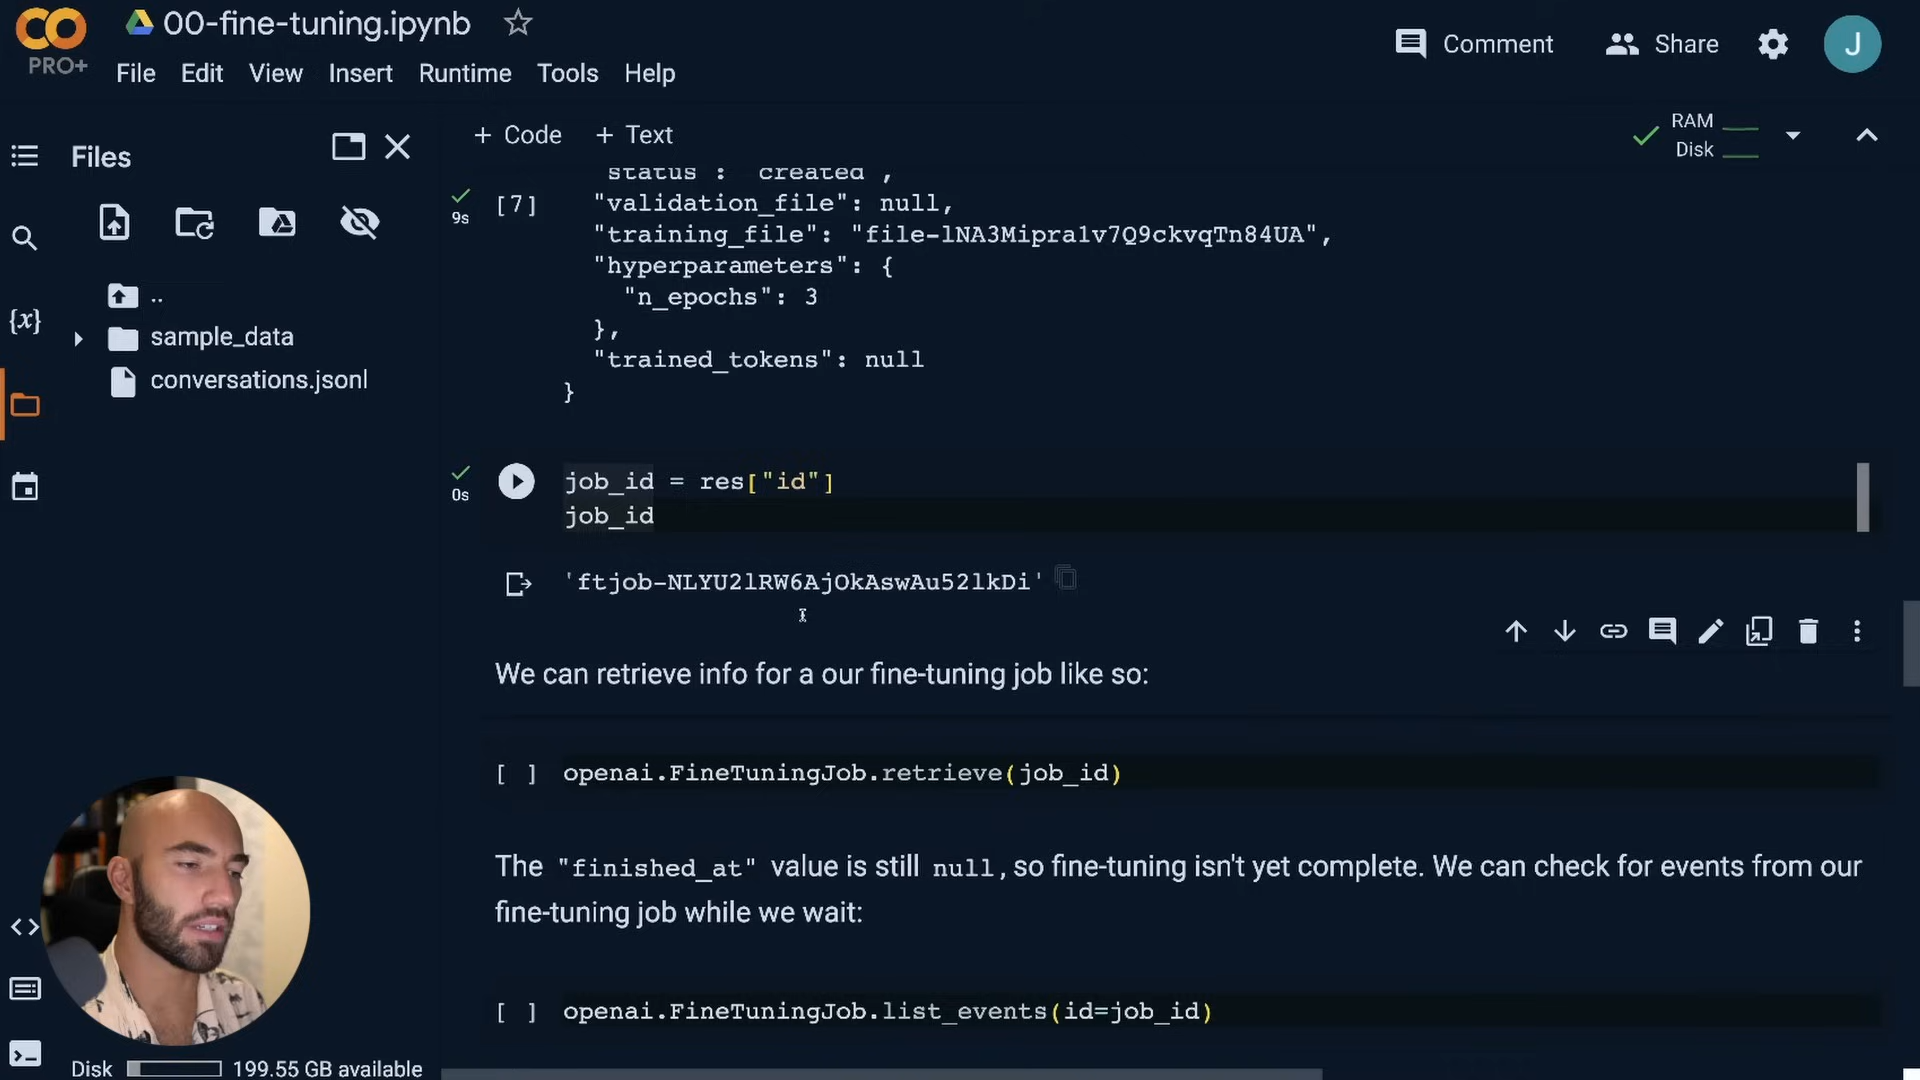 00-fine-tuning.ipynb
PRO+
File Edit View Insert Runtime Tools Help
Comment
Share
J
Files
+ Code + Text
RAM
Disk
..
sample_data
conversations.jsonl
{x}
9s
[7]
status : created ,
"validation_file": null,
"training_file": "file-lNA3Mipra1v7Q9ckvqTn84UA",
"hyperparameters": {
"n_epochs": 3
},
"trained_tokens": null
}
0s
job_id = res["id"]
job_id
'ftjob-NLYU2lRW6AjOkAswAu52lkDi'
We can retrieve info for a our fine-tuning job like so:
[ ] openai.FineTuningJob.retrieve(job_id)
The "finished_at" value is still null, so fine-tuning isn't yet complete. We can check for events from our
fine-tuning job while we wait:
[ ] openai.FineTuningJob.list_events(id=job_id)
Disk 199.55 GB available